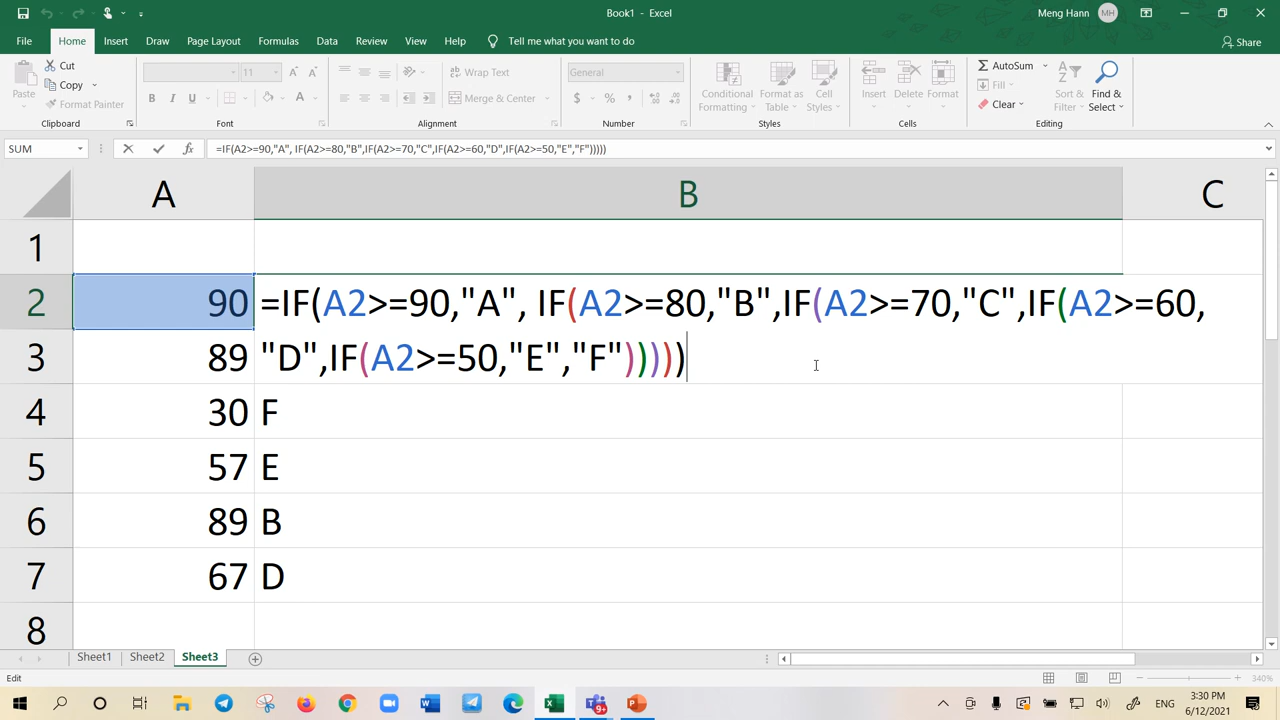 Book1 - Excel
Meng Hann MH
File Home Insert Draw Page Layout Formulas Data Review View Help Tell me what you want to do Share
Paste
Cut
Copy
Format Painter
Clipboard
11 A A
B I U A
Font
Wrap Text
Merge & Center
Alignment
General
$ % ,
Number
Conditional Formatting
Format as Table
Cell Styles
Styles
Insert Delete Format
Cells
AutoSum
Fill
Clear
Sort & Filter
Find & Select
Editing
SUM fx =IF(A2>=90,"A", IF(A2>=80,"B",IF(A2>=70,"C",IF(A2>=60,"D",IF(A2>=50,"E","F")))))
A B C
1
2 90 =IF(A2>=90,"A", IF(A2>=80,"B",IF(A2>=70,"C",IF(A2>=60,
3 89 "D",IF(A2>=50,"E","F")))))
4 30 F
5 57 E
6 89 B
7 67 D
8
Sheet1 Sheet2 Sheet3
Edit 340%
9+
ENG
3:30 PM
6/12/2021